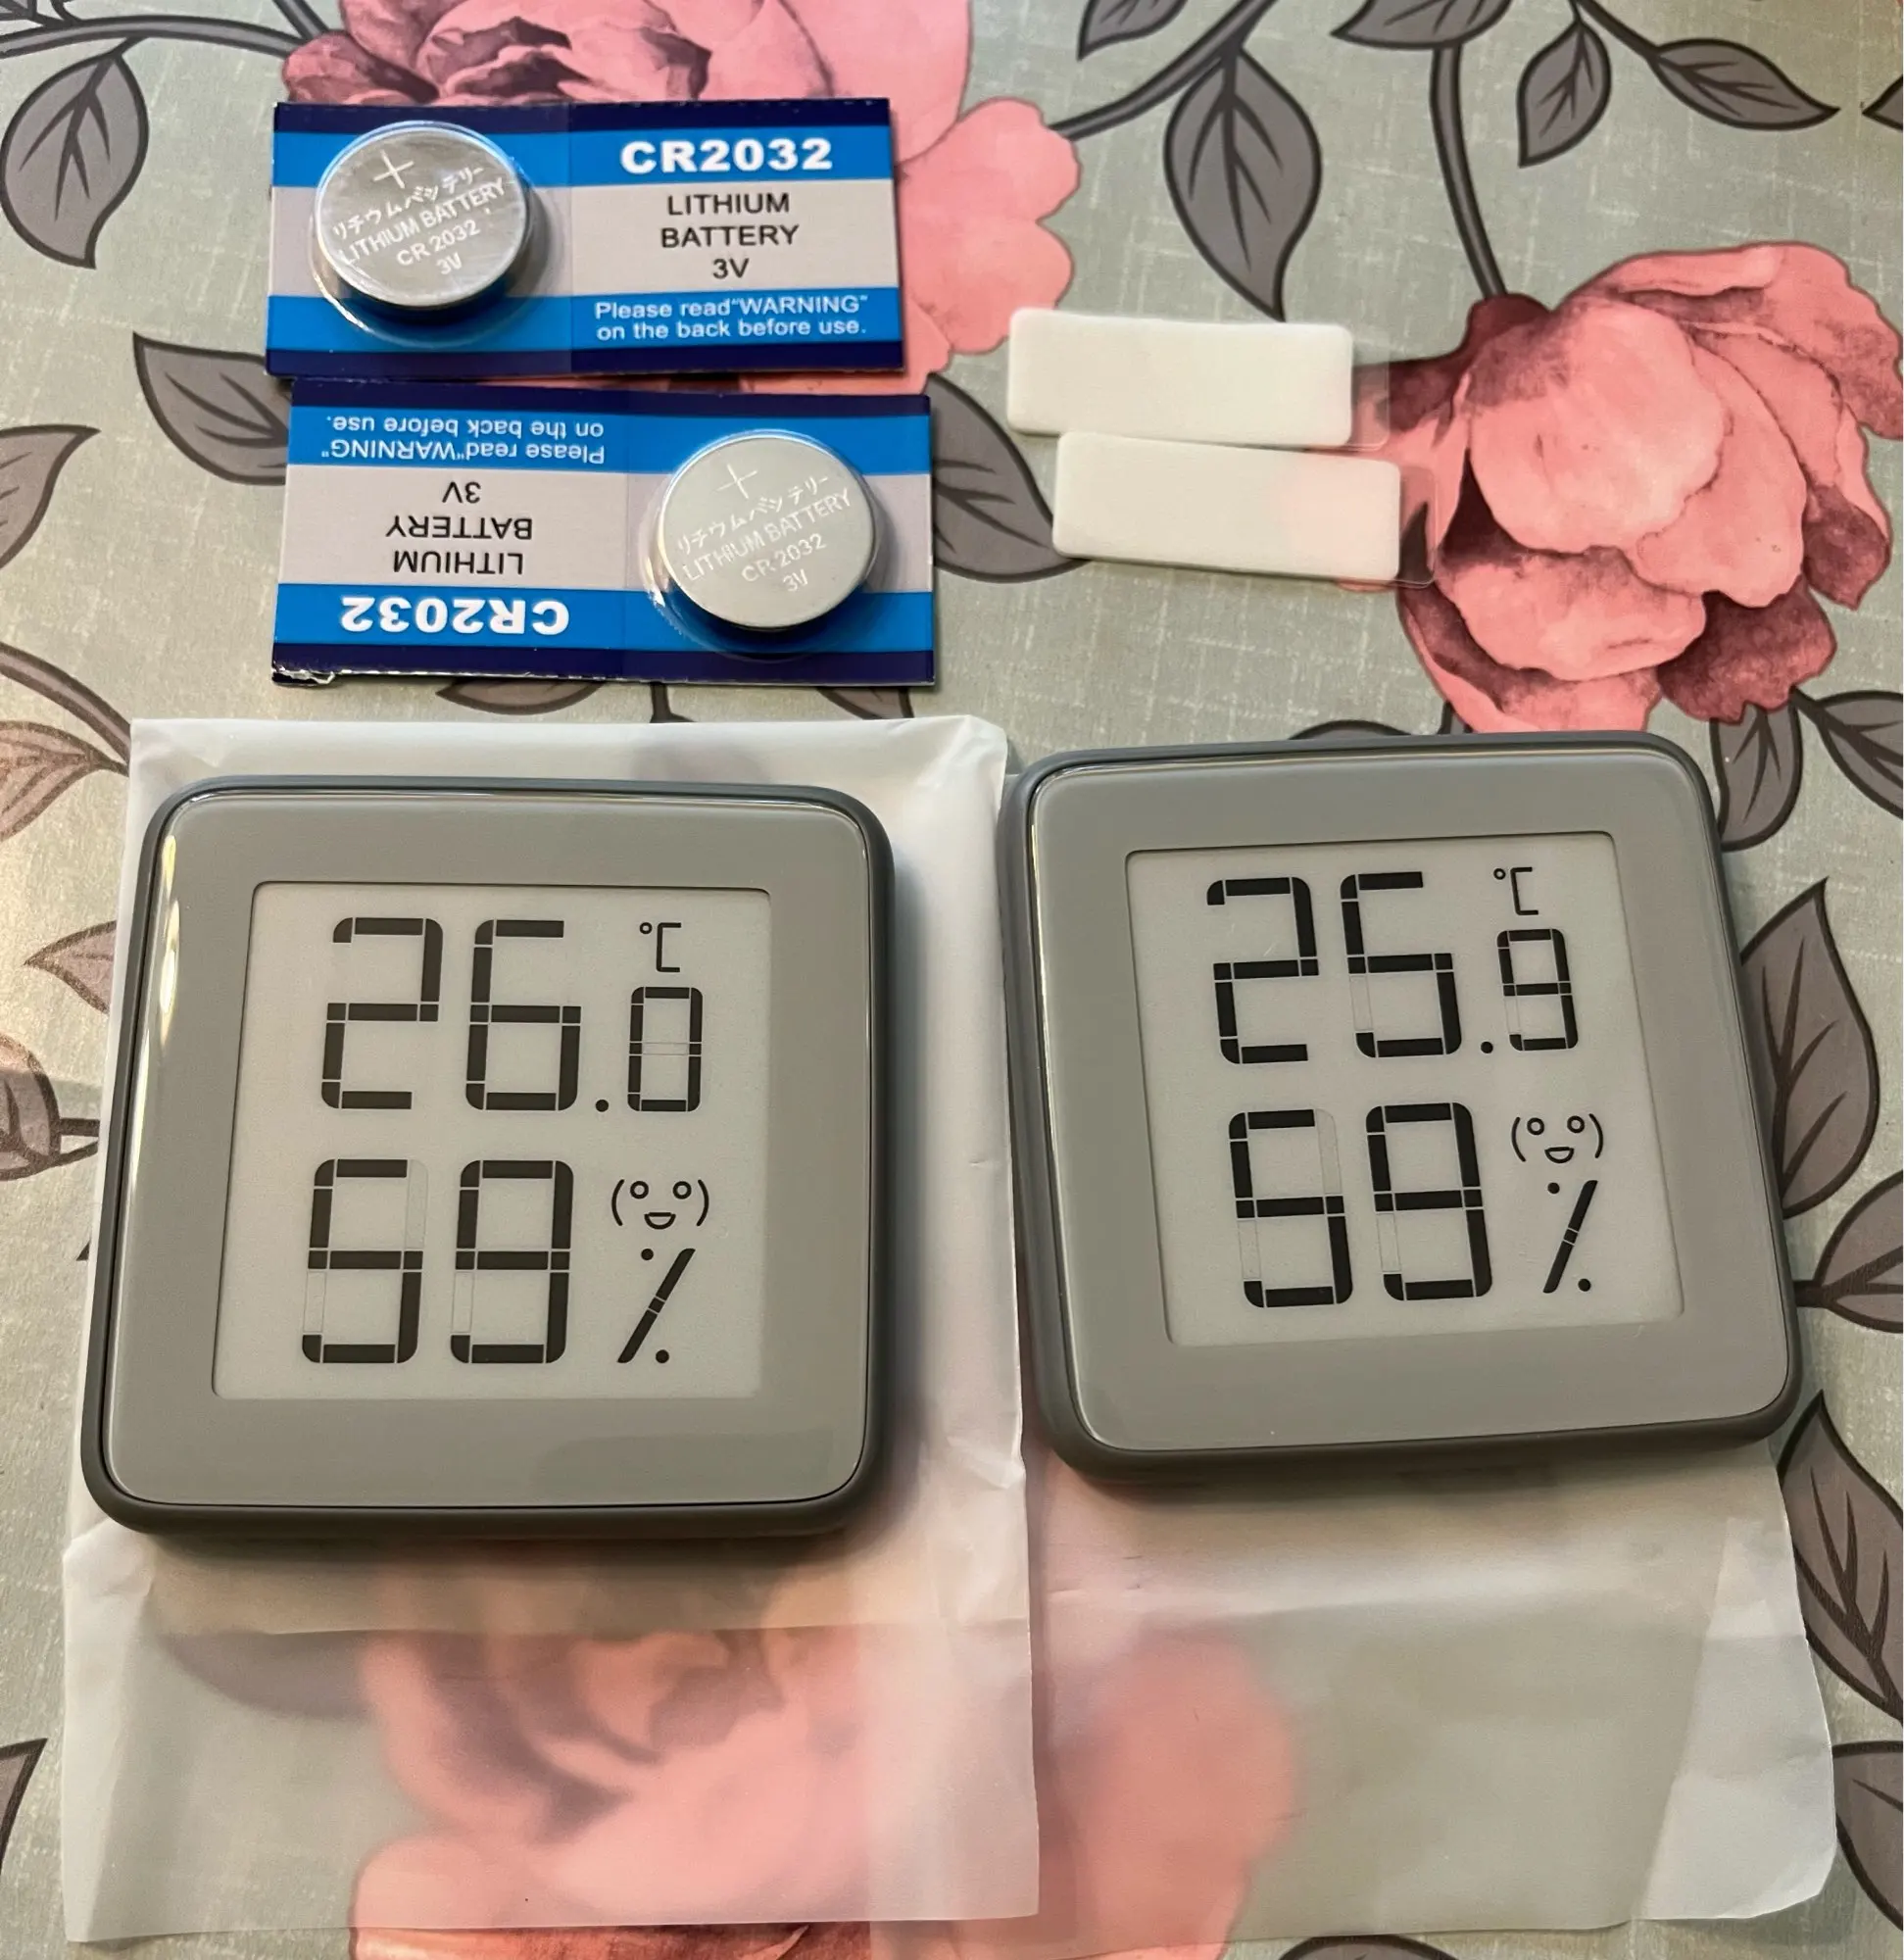 リチウムバッテリー
LITHIUM BATTERY
CR 2032
3V
CR2032
LITHIUM
BATTERY
3V
Please read"WARNING"
on the back before use.
CR2032
LITHIUM
BATTERY
3V
Please read"WARNING"
on the back before use.
リチウムバッテリー
LITHIUM BATTERY
CR 2032
3V
26.0 °C
59 %
25.9 °C
59 %